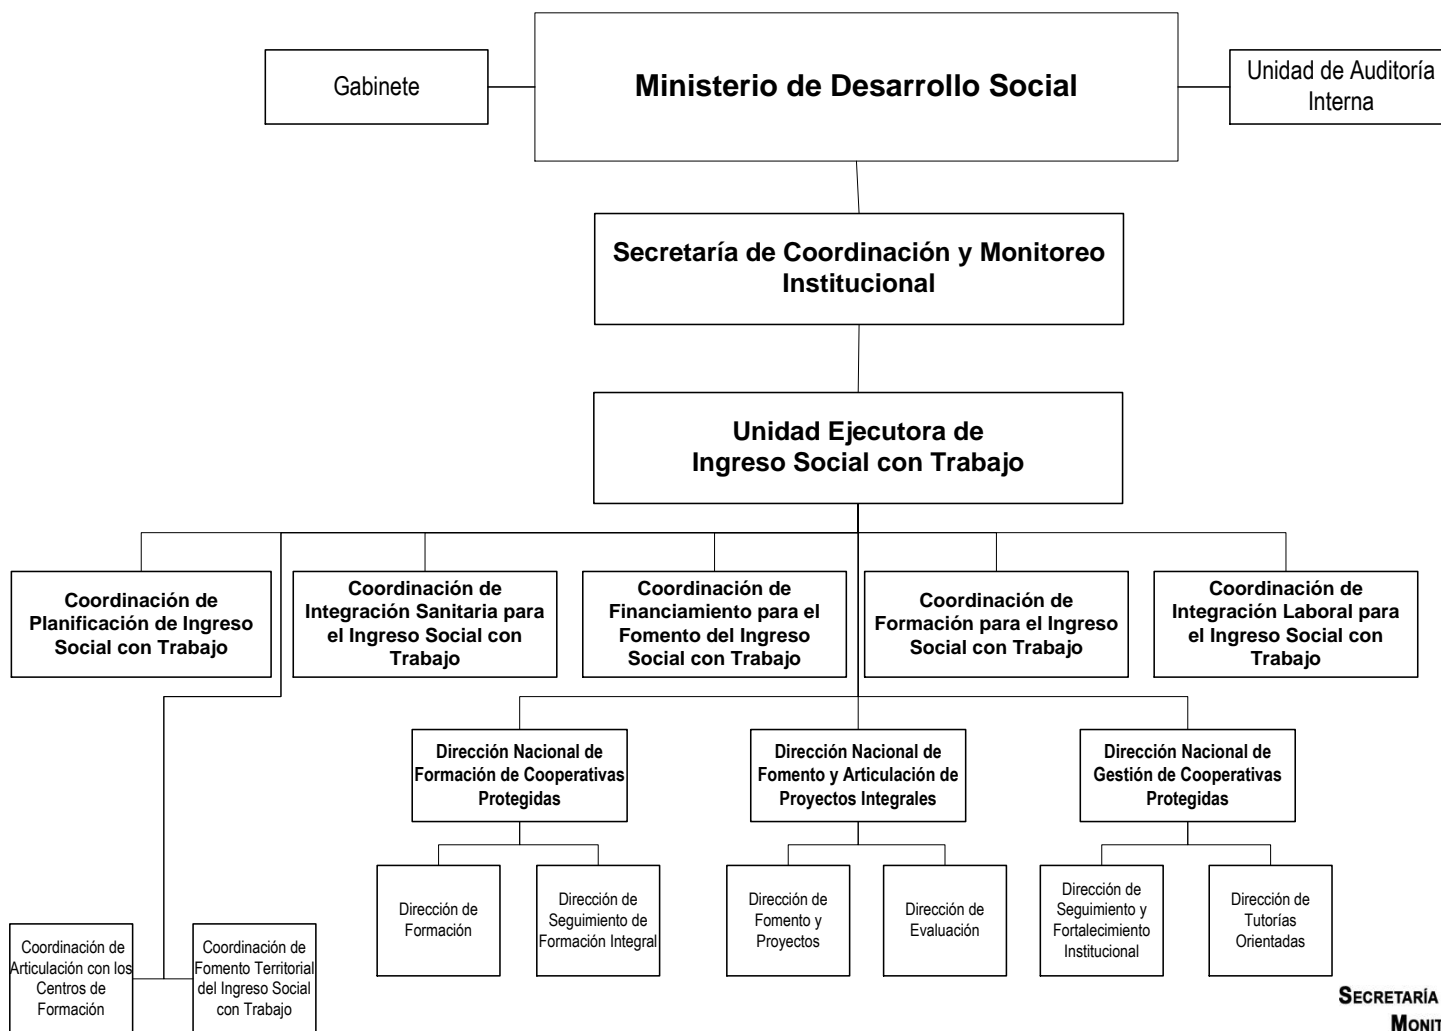 Gabinete
Ministerio de Desarrollo Social
Unidad de Auditoría
Interna
Secretaría de Coordinación y Monitoreo
Institucional
Unidad Ejecutora de
Ingreso Social con Trabajo
Coordinación de
Planificación de Ingreso
Social con Trabajo
Coordinación de
Integración Sanitaria para
el Ingreso Social con
Trabajo
Coordinación de
Financiamiento para el
Fomento del Ingreso
Social con Trabajo
Coordinación de
Formación para el Ingreso
Social con Trabajo
Coordinación de
Integración Laboral para
el Ingreso Social con
Trabajo
Dirección Nacional de
Formación de Cooperativas
Protegidas
Dirección Nacional de
Fomento y Articulación de
Proyectos Integrales
Dirección Nacional de
Gestión de Cooperativas
Protegidas
Dirección de
Formación
Dirección de
Seguimiento de
Formación Integral
Dirección de
Fomento y
Proyectos
Dirección de
Evaluación
Dirección de
Seguimiento y
Fortalecimiento
Institucional
Dirección de
Tutorías
Orientadas
Coordinación de
Articulación con los
Centros de
Formación
Coordinación de
Fomento Territorial
del Ingreso Social
con Trabajo
SECRETARÍA
MONIT